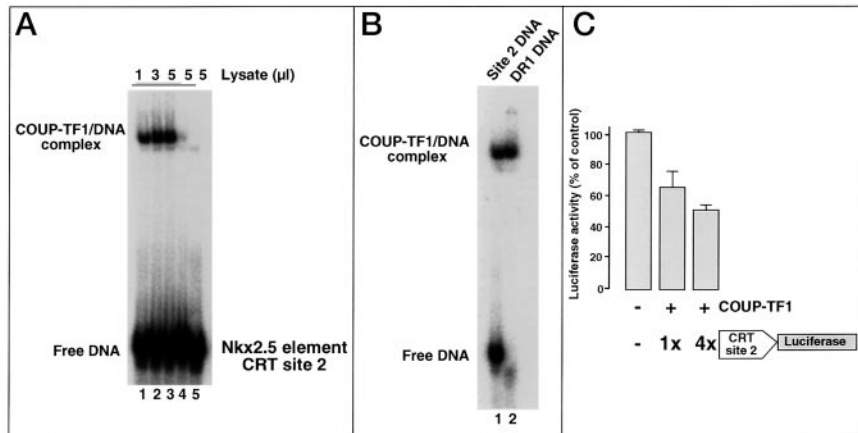 A
1 3 5 5 5 Lysate (µl)
COUP-TF1/DNA
complex
Free DNA
Nkx2.5 element
CRT site 2
1 2 3 4 5
B
Site 2 DNA
DR1 DNA
COUP-TF1/DNA
complex
Free DNA
1 2
C
Luciferase activity (% of control)
100
80
60
40
20
0
- + + COUP-TF1
- 1x 4x CRT
site 2
Luciferase